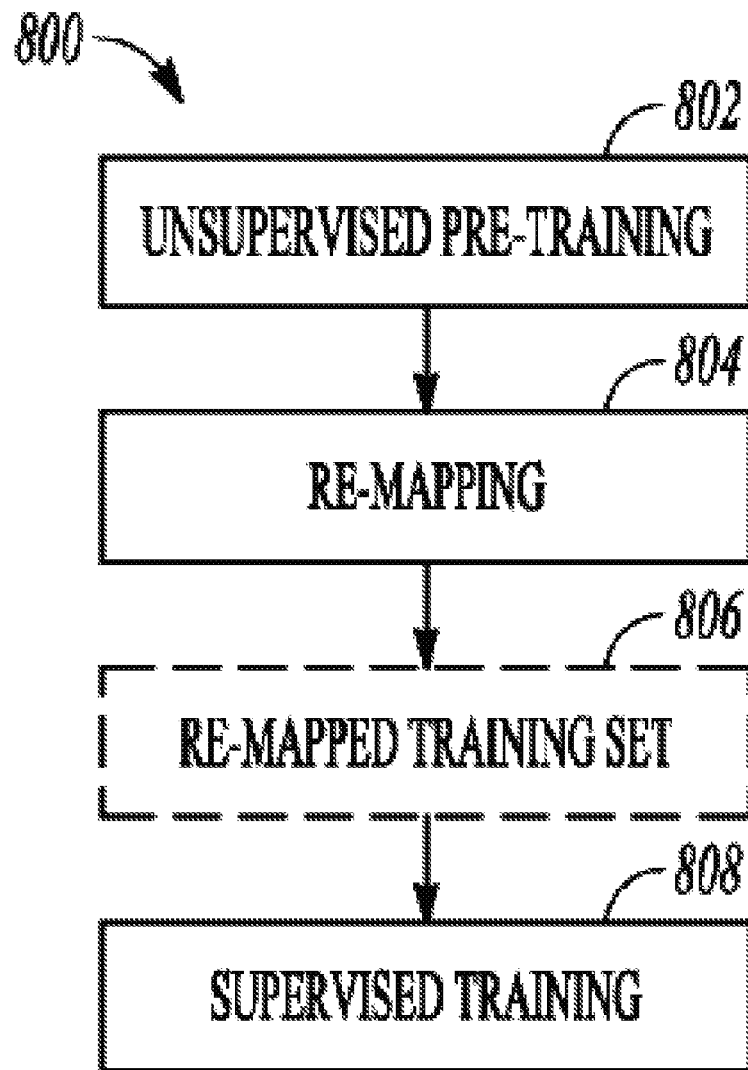 800
802
UNSUPERVISED PRE-TRAINING
804
RE-MAPPING
806
RE-MAPPED TRAINING SET
808
SUPERVISED TRAINING